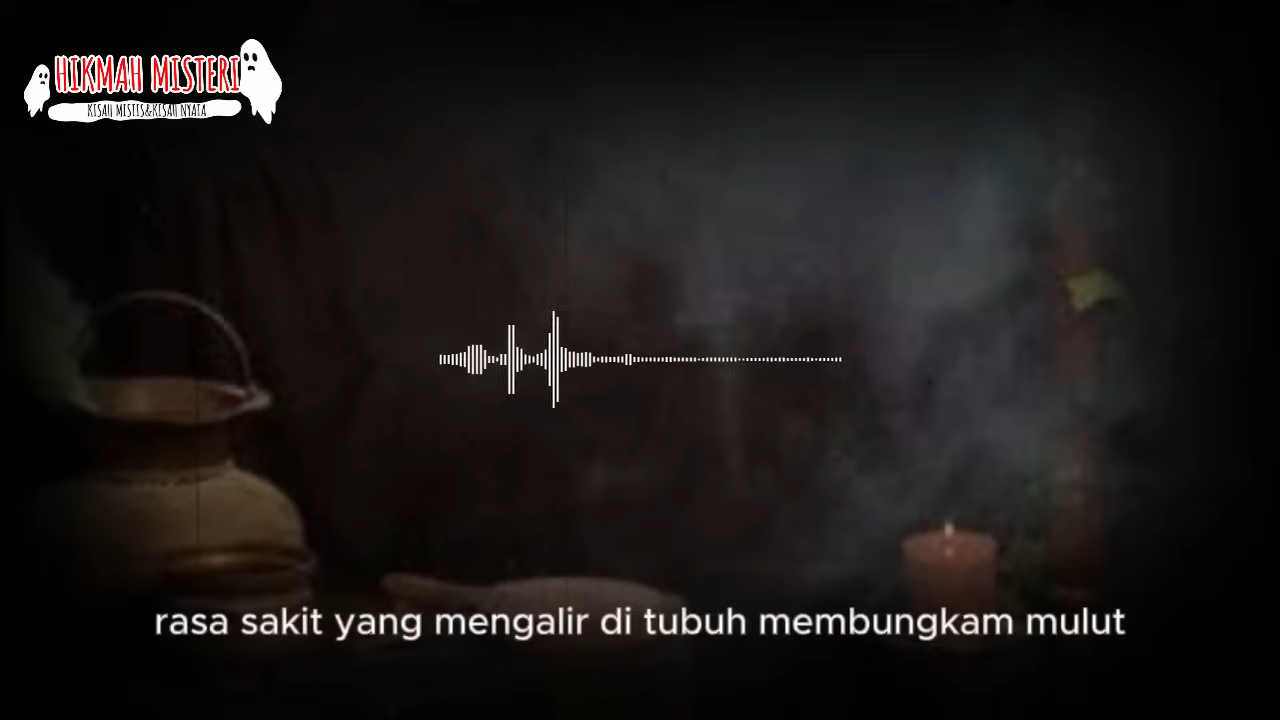 HIKMAH MISTERI
KISAH MISTIS&KISAH NYATA
rasa sakit yang mengalir di tubuh membungkam mulut